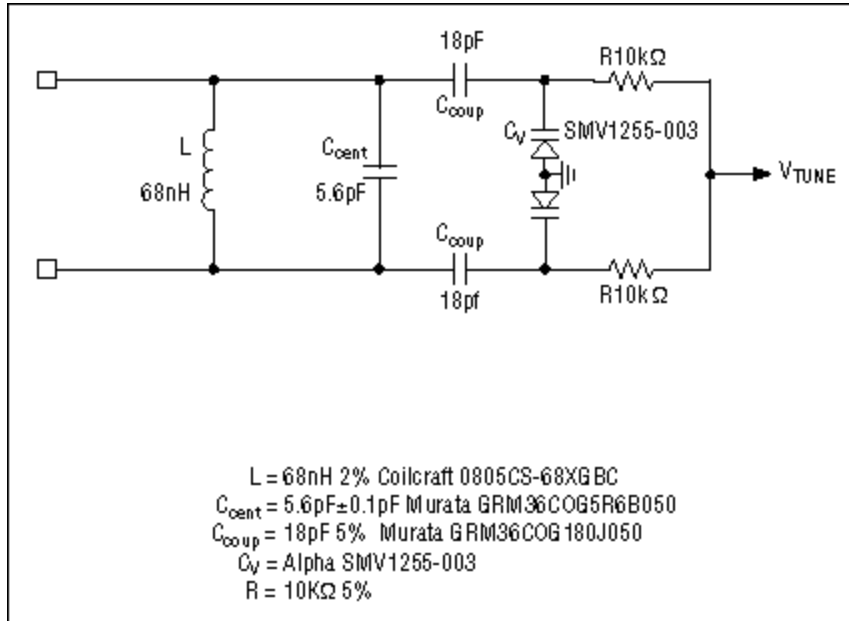 18pF
R10kΩ
Ccoup
CV SMV1255-003
L
Ccent
VTUNE
68nH
5.6pF
Ccoup
18pf
R10kΩ
L = 68nH 2% Coilcraft 0805CS-68XGBC
Ccent = 5.6pF±0.1pF Murata GRM36COG5R6B050
Ccoup = 18pF 5% Murata GRM36COG180J050
CV = Alpha SMV1255-003
R = 10KΩ 5%